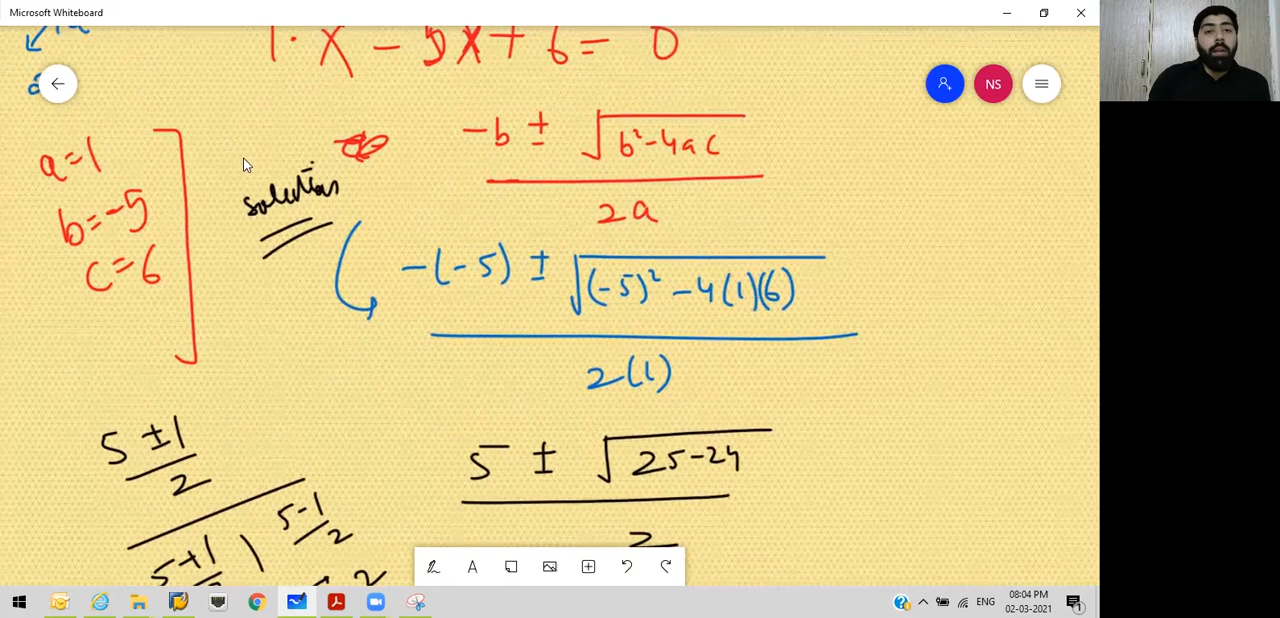 Microsoft Whiteboard
1. x - 5x + 6 = 0
NS
-b ± √b²-4ac
2a
a=1
b=-5
c=6
solution
-(-5) ± √(-5)² -4(1)(6)
2(1)
5 ±1
2
5 ± √25-24
2
5-1
2
5+1
2
ENG
08:04 PM
02-03-2021